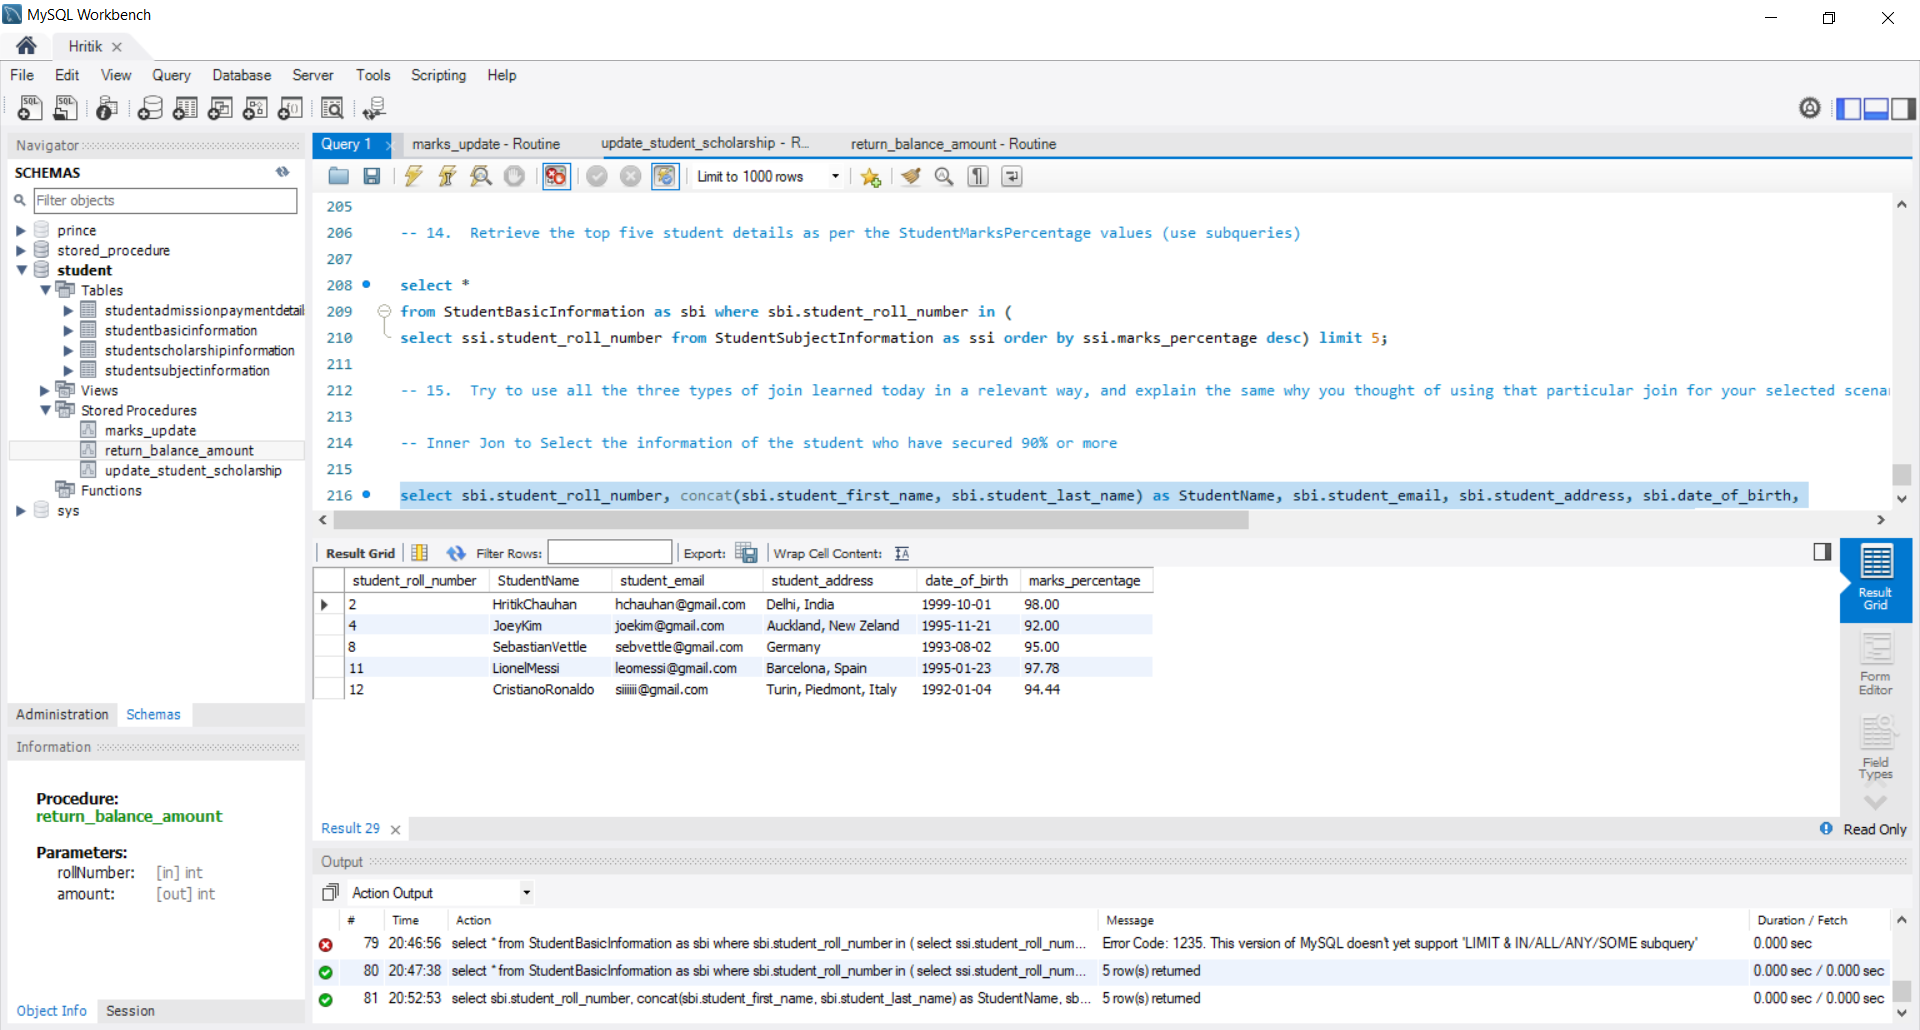 MySQL Workbench
Hritik
File Edit View Query Database Server Tools Scripting Help
Navigator
SCHEMAS
Filter objects
prince
stored_procedure
student
Tables
studentadmissionpaymentdetail
studentbasicinformation
studentscholarshipinformation
studentsubjectinformation
Views
Stored Procedures
marks_update
return_balance_amount
update_student_scholarship
Functions
sys
Administration Schemas
Information
Procedure:
return_balance_amount
Parameters:
rollNumber: [in] int
amount: [out] int
Object Info Session
Query 1 marks_update - Routine update_student_scholarship - R... return_balance_amount - Routine
Limit to 1000 rows
205
206 -- 14. Retrieve the top five student details as per the StudentMarksPercentage values (use subqueries)
207
208 select *
209 from StudentBasicInformation as sbi where sbi.student_roll_number in (
210 select ssi.student_roll_number from StudentSubjectInformation as ssi order by ssi.marks_percentage desc) limit 5;
211
212 -- 15. Try to use all the three types of join learned today in a relevant way, and explain the same why you thought of using that particular join for your selected scena
213
214 -- Inner Jon to Select the information of the student who have secured 90% or more
215
216 select sbi.student_roll_number, concat(sbi.student_first_name, sbi.student_last_name) as StudentName, sbi.student_email, sbi.student_address, sbi.date_of_birth,
Result Grid Filter Rows: Export: Wrap Cell Content:
student_roll_number StudentName student_email student_address date_of_birth marks_percentage
2 HritikChauhan hchauhan@gmail.com Delhi, India 1999-10-01 98.00
4 JoeyKim joekim@gmail.com Auckland, New Zeland 1995-11-21 92.00
8 SebastianVettle sebvettle@gmail.com Germany 1993-08-02 95.00
11 LionelMessi leomessi@gmail.com Barcelona, Spain 1995-01-23 97.78
12 CristianoRonaldo siiiiii@gmail.com Turin, Piedmont, Italy 1992-01-04 94.44
Result Grid
Form Editor
Field Types
Result 29
Read Only
Output
Action Output
# Time Action Message Duration / Fetch
79 20:46:56 select * from StudentBasicInformation as sbi where sbi.student_roll_number in ( select ssi.student_roll_num... Error Code: 1235. This version of MySQL doesn't yet support 'LIMIT & IN/ALL/ANY/SOME subquery' 0.000 sec
80 20:47:38 select * from StudentBasicInformation as sbi where sbi.student_roll_number in ( select ssi.student_roll_num... 5 row(s) returned 0.000 sec / 0.000 sec
81 20:52:53 select sbi.student_roll_number, concat(sbi.student_first_name, sbi.student_last_name) as StudentName, sb... 5 row(s) returned 0.000 sec / 0.000 sec